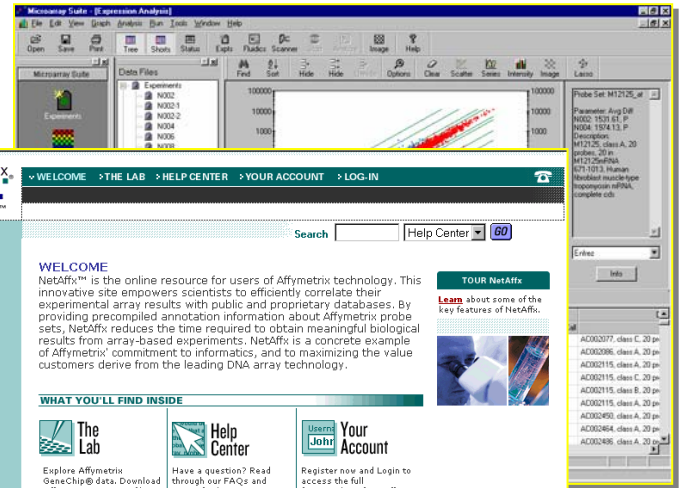 Microarray Suite - [Expression Analysis]
File Edit View Graph Analysis Run Tools Window Help
Open Save Print Tree Shorts Status Expts Fluidics Scanner Image Help
Microarray Suite
Experiments
Data Files
Experiments
N002
N002-1
N002-2
N004
N006
N008
Find Sort Hide Hide Options Clear Scatter Series Intensity Image Lasso
100000
10000
1000
100000
10000
1000
Probe Set: M12125_at
Parameter: Avg Diff
N002: 1531.61, P
N004: 1974.13, P
Description:
M12125, class A, 20
probes, 20 in
M12125mRNA
671-1013, Human
fibroblast muscle-type
tropomyosin mRNA,
complete cds
Entrez
Info
AC002077, class C, 20 pr
AC002086, class A, 20 pr
AC002115, class A, 20 pr
AC002115, class C, 20 pr
AC002115, class B, 20 pr
AC002115, class A, 20 pr
AC002450, class A, 20 pr
AC002464, class A, 20 pr
AC002486, class A, 20 pr
WELCOME >THE LAB >HELP CENTER >YOUR ACCOUNT >LOG-IN
Search Help Center GO
WELCOME
NetAffx™ is the online resource for users of Affymetrix technology. This
innovative site empowers scientists to efficiently correlate their
experimental array results with public and proprietary databases. By
providing precompiled annotation information about Affymetrix probe
sets, NetAffx reduces the time required to obtain meaningful biological
results from array-based experiments. NetAffx is a concrete example
of Affymetrix' commitment to informatics, and to maximizing the value
customers derive from the leading DNA array technology.
TOUR NetAffx
Learn about some of the
key features of NetAffx.
WHAT YOU'LL FIND INSIDE
The
Lab
Explore Affymetrix
GeneChip® data. Download
Help
Center
Have a question? Read
through our FAQs and
Usern
John
Your
Account
Register now and Login to
access the full